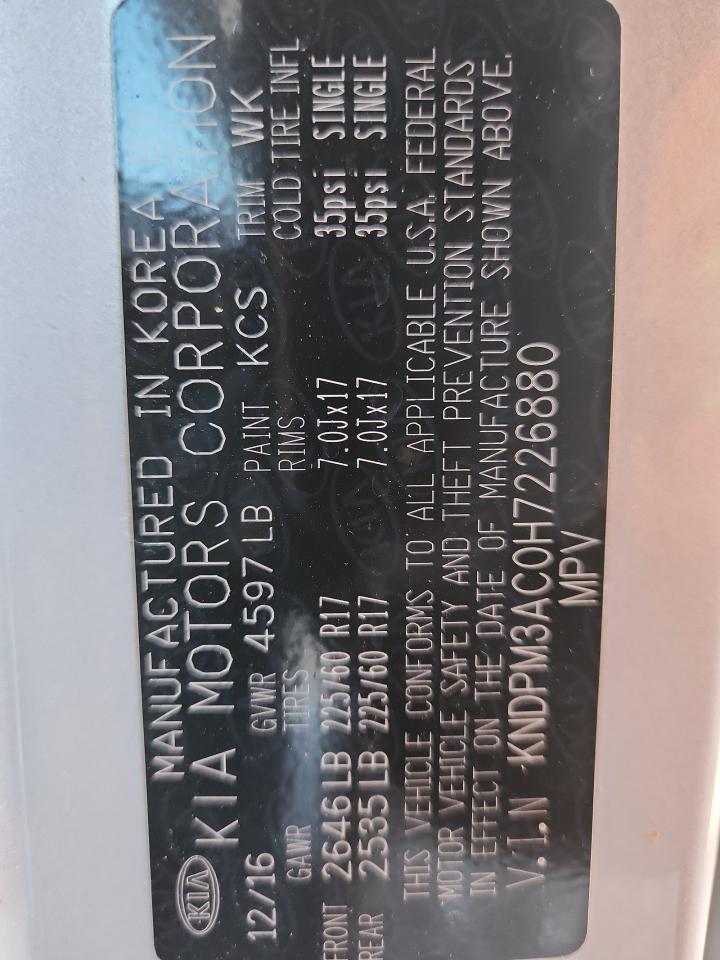 MANUFACTURED IN KOREA BY
KIA KIA MOTORS CORPORATION
12/16 GVWR 4597 LB PAINT KCS TRIM WK
GAWR TIRES RIMS COLD TIRE INFL
FRONT 2646 LB 225/60 R17 7.0Jx17 35psi SINGLE
REAR 2535 LB 225/60 R17 7.0Jx17 35psi SINGLE
THIS VEHICLE CONFORMS TO ALL APPLICABLE U.S.A. FEDERAL
MOTOR VEHICLE SAFETY AND THEFT PREVENTION STANDARDS
IN EFFECT ON THE DATE OF MANUFACTURE SHOWN ABOVE.
V.I.N KNDPM3AC0H7226880
MPV